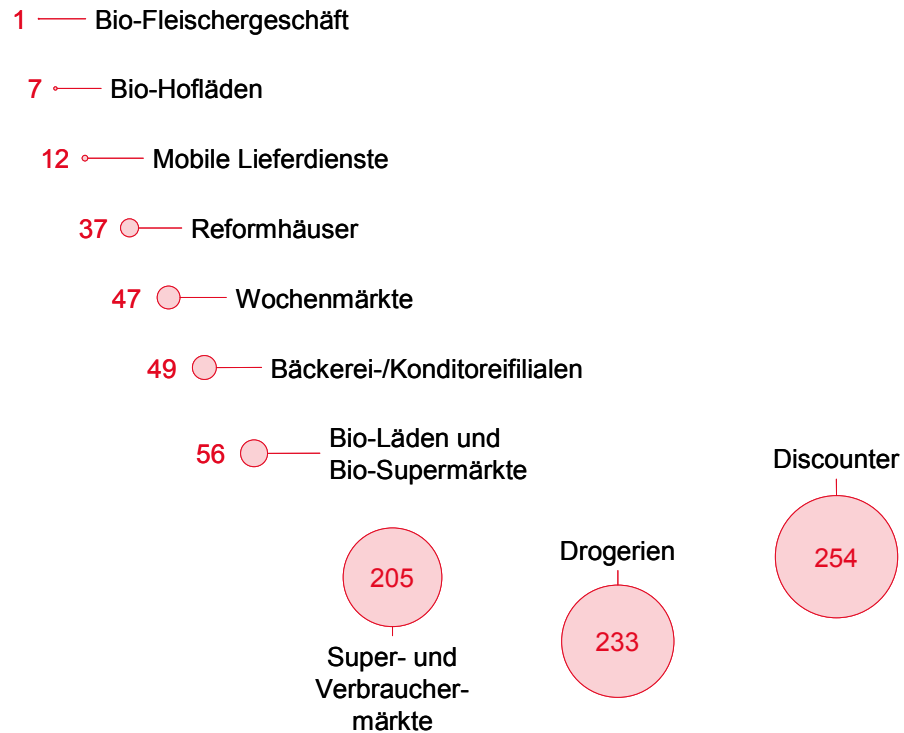 1 Bio-Fleischergeschäft
7 Bio-Hofläden
12 Mobile Lieferdienste
37 Reformhäuser
47 Wochenmärkte
49 Bäckerei-/Konditoreifilialen
56 Bio-Läden und
Bio-Supermärkte
205
Super- und
Verbraucher-
märkte
Drogerien
233
Discounter
254